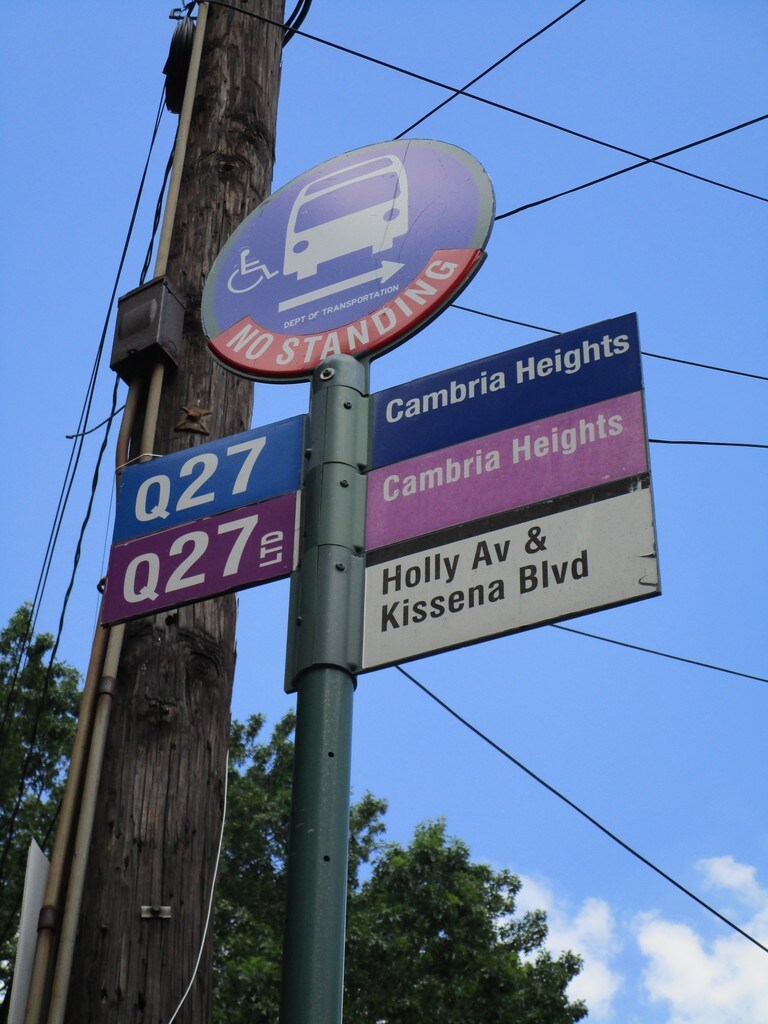 DEPT OF TRANSPORTATION
NO STANDING
Q27
Cambria Heights
Q27 LTD
Cambria Heights
Holly Av &
Kissena Blvd